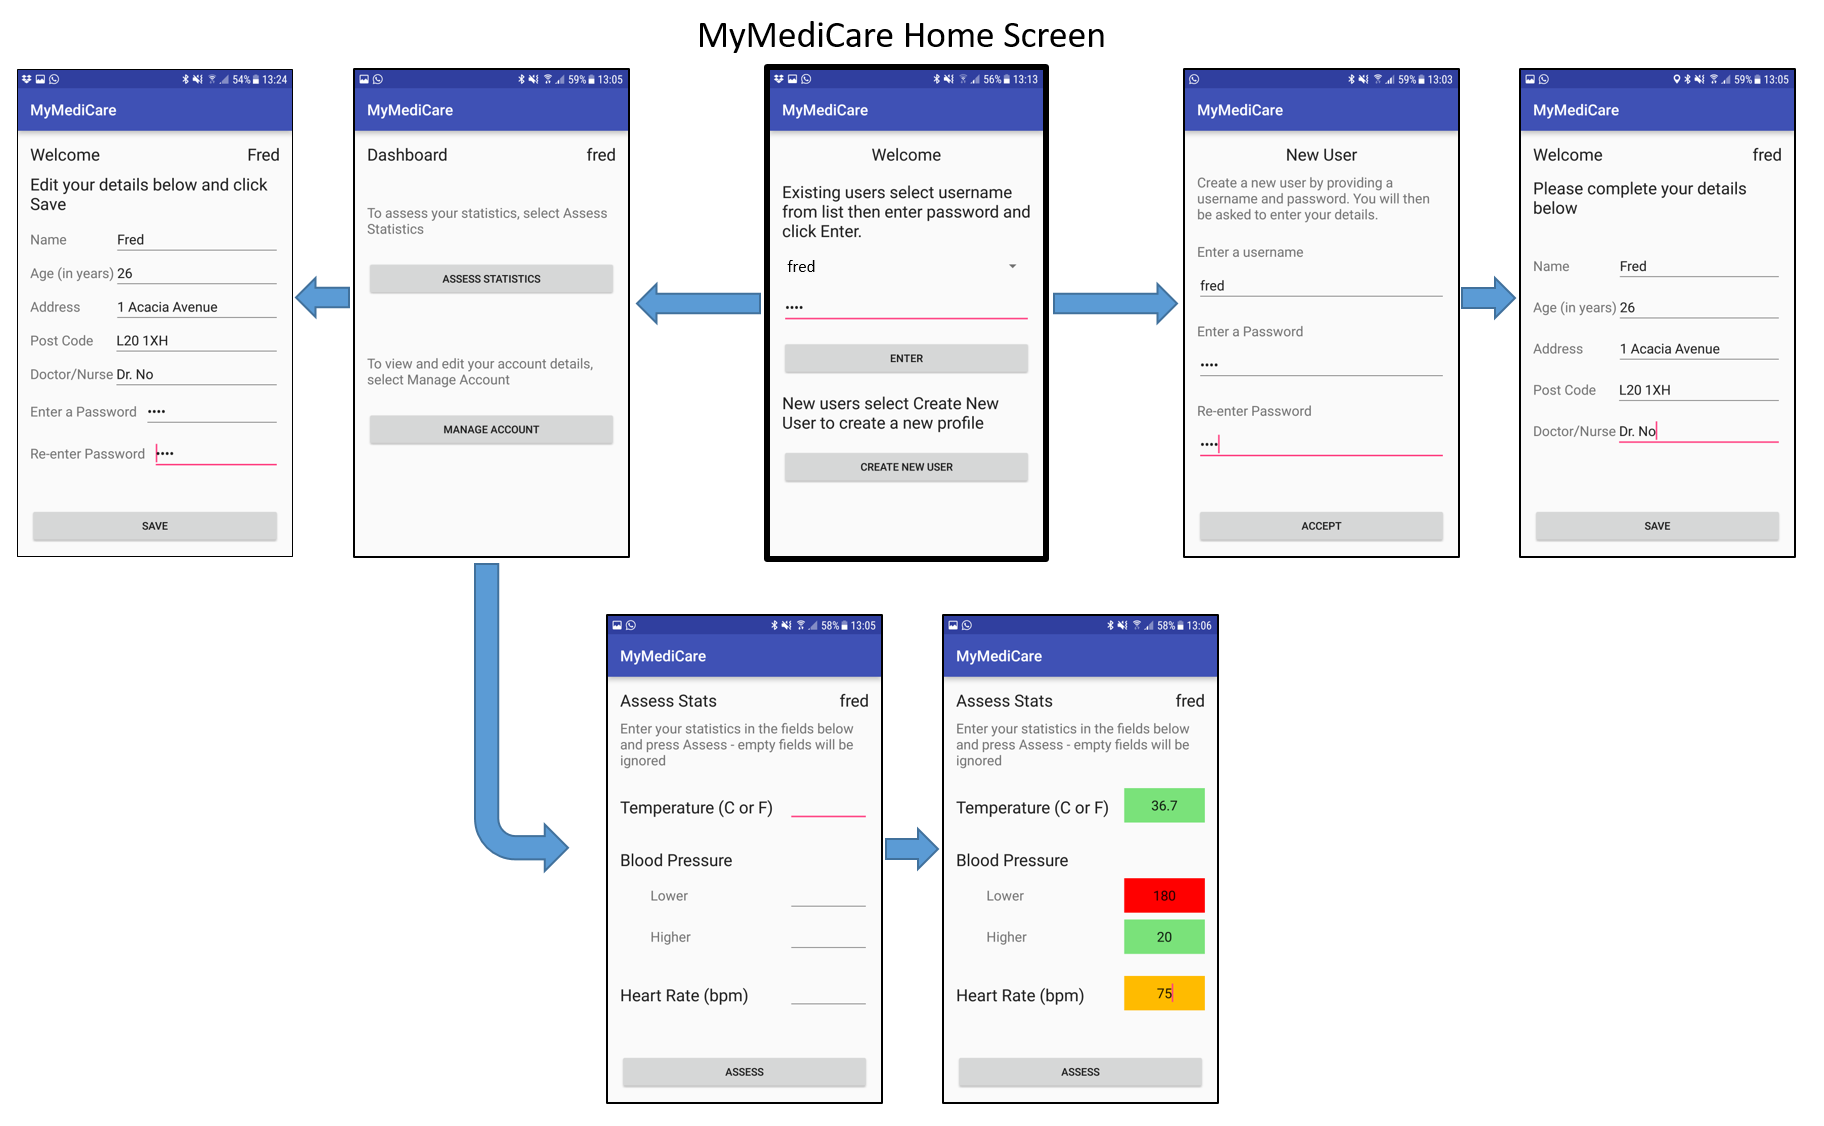 MyMediCare Home Screen
54% 13:24
MyMediCare
Welcome Fred
Edit your details below and click
Save
Name Fred
Age (in years) 26
Address 1 Acacia Avenue
Post Code L20 1XH
Doctor/Nurse Dr. No
Enter a Password ••••
Re-enter Password ••••
SAVE
59% 13:05
MyMediCare
Dashboard fred
To assess your statistics, select Assess
Statistics
ASSESS STATISTICS
To view and edit your account details,
select Manage Account
MANAGE ACCOUNT
56% 13:13
MyMediCare
Welcome
Existing users select username
from list then enter password and
click Enter.
fred
••••
ENTER
New users select Create New
User to create a new profile
CREATE NEW USER
59% 13:03
MyMediCare
New User
Create a new user by providing a
username and password. You will then
be asked to enter your details.
Enter a username
fred
Enter a Password
••••
Re-enter Password
••••
ACCEPT
59% 13:05
MyMediCare
Welcome fred
Please complete your details
below
Name Fred
Age (in years) 26
Address 1 Acacia Avenue
Post Code L20 1XH
Doctor/Nurse Dr. No
SAVE
58% 13:05
MyMediCare
Assess Stats fred
Enter your statistics in the fields below
and press Assess - empty fields will be
ignored
Temperature (C or F)
Blood Pressure
Lower
Higher
Heart Rate (bpm)
ASSESS
58% 13:06
MyMediCare
Assess Stats fred
Enter your statistics in the fields below
and press Assess - empty fields will be
ignored
Temperature (C or F) 36.7
Blood Pressure
Lower 180
Higher 20
Heart Rate (bpm) 75
ASSESS